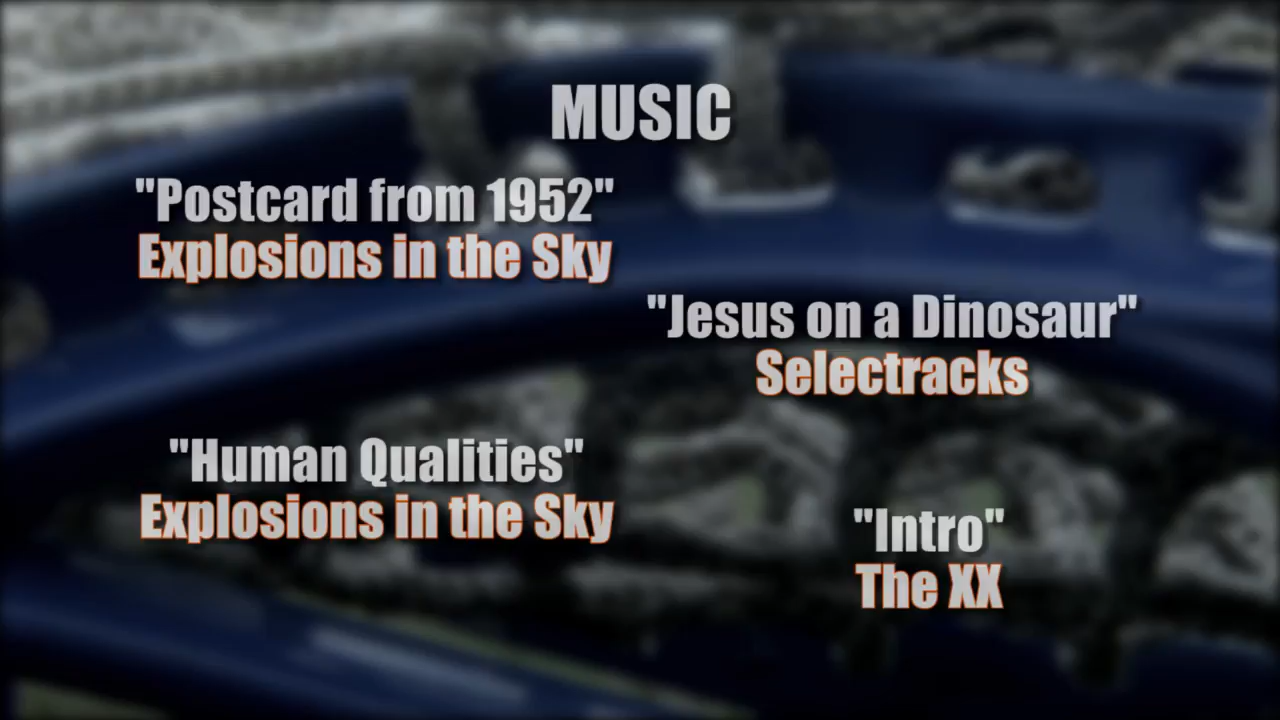 MUSIC
"Postcard from 1952"
Explosions in the Sky
"Jesus on a Dinosaur"
Selectracks
"Human Qualities"
Explosions in the Sky
"Intro"
The XX